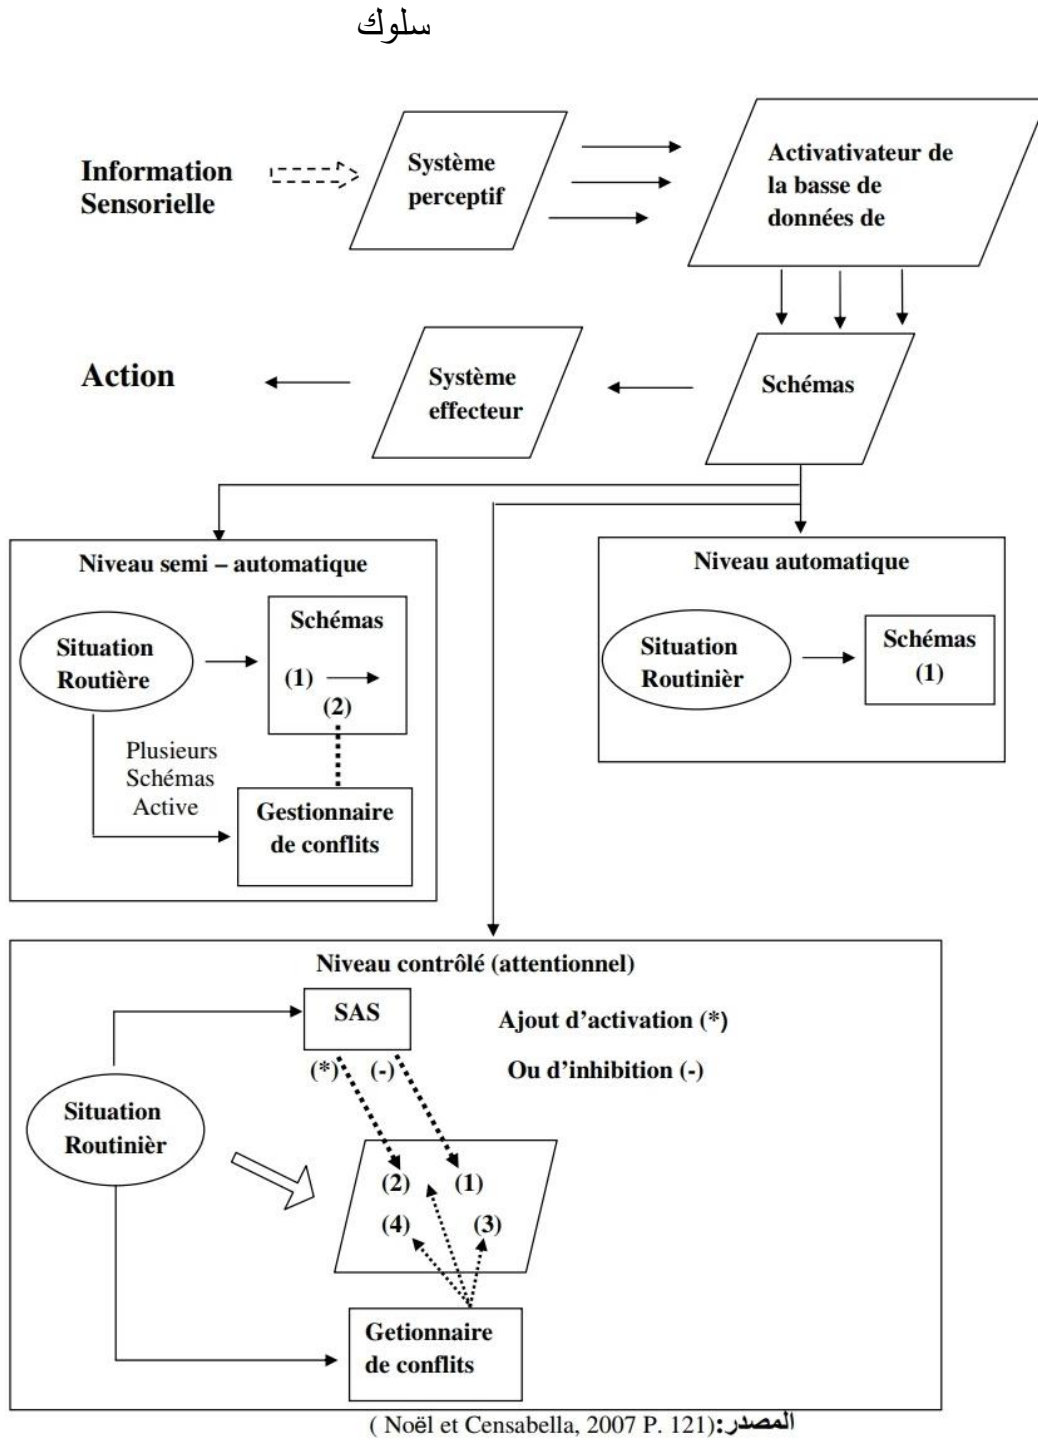 سلوك
Information
Sensorielle
Système
perceptif
Activativateur de
la basse de
données de
Action
Système
effecteur
Schémas
Niveau semi – automatique
Situation
Routière
Schémas
(1)
(2)
Plusieurs
Schémas
Active
Gestionnaire
de conflits
Niveau automatique
Situation
Routinièr
Schémas
(1)
Niveau contrôlé (attentionnel)
SAS
Ajout d’activation (*)
(*) (-)
Ou d’inhibition (-)
Situation
Routinièr
(2) (1)
(4) (3)
Getionnaire
de conflits
المصدر:(Noël et Censabella, 2007 P. 121 )